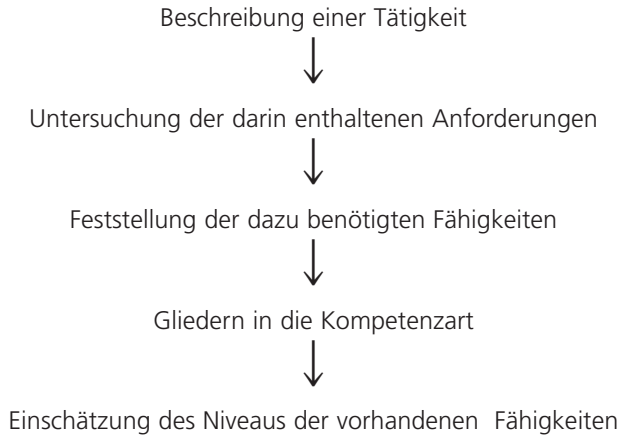 Beschreibung einer Tätigkeit
Untersuchung der darin enthaltenen Anforderungen
Feststellung der dazu benötigten Fähigkeiten
Gliedern in die Kompetenzart
Einschätzung des Niveaus der vorhandenen Fähigkeiten